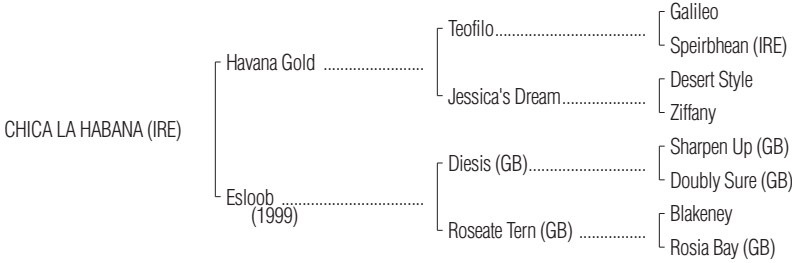 Galileo
Teofilo
Speirbhean (IRE)
Havana Gold
Desert Style
Jessica's Dream
Ziffany
CHICA LA HABANA (IRE)
Sharpen Up (GB)
Diesis (GB)
Doubly Sure (GB)
Esloob
(1999)
Blakeney
Roseate Tern (GB)
Rosia Bay (GB)